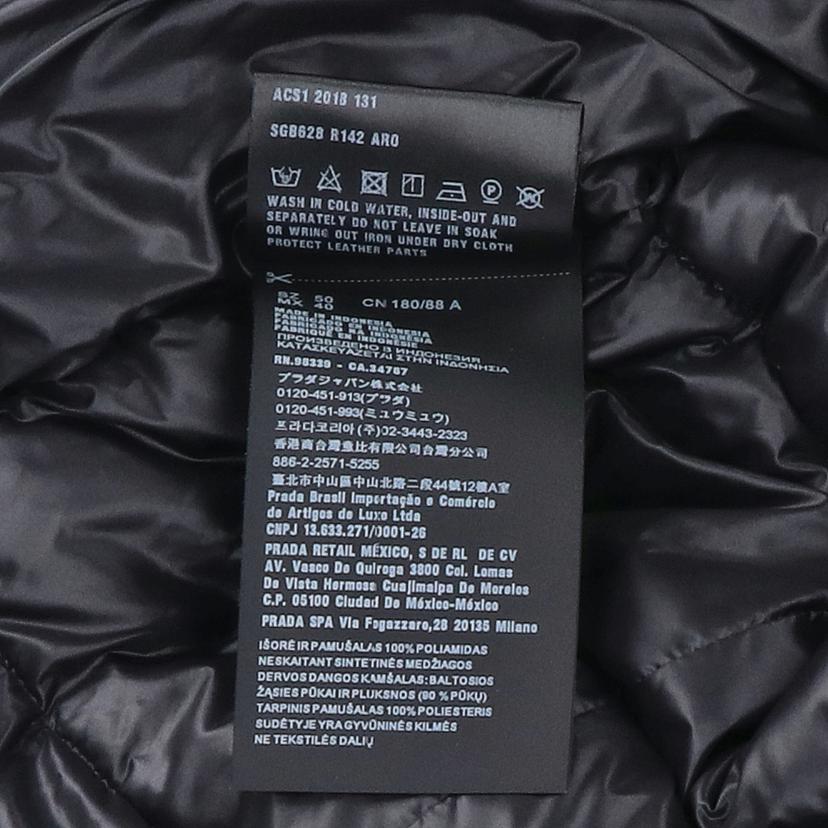 ACS1 2018 131
SGB628 R142 ARO
WASH IN COLD WATER, INSIDE-OUT AND
SEPARATELY DO NOT LEAVE IN SOAK
OR WRING OUT IRON UNDER DRY CLOTH
PROTECT LEATHER PARTS
SZ 50 CN 180/88 A
MX 40
MADE IN INDONESIA
FABRICADO EN INDONESIA
FABRICADO NA INDONESIA
FABRIQUE EN INDONESIE
ПРОИЗВЕДЕНО В ИНДОНЕЗИЯ
ΚΑΤΑΣΚΕΥΑΖΕΤΑΙ ΣΤΗΝ ΙΝΔΟΝΗΣΙΑ
RN.98339 - CA.34767
プラダジャパン株式会社
0120-451-913(プラダ)
0120-451-993(ミュウミュウ)
프라다코리아(주)02-3443-2323
香港商台灣普比有限公司台灣分公司
886-2-2571-5255
臺北市中山區中山北路二段44號12樓A室
Prada Brasil Importação e Comércio
de Artigos de Luxo Ltda
CNPJ 13.633.271/0001-26
PRADA RETAIL MÉXICO, S DE RL DE CV
AV. Vasco De Quiroga 3800 Col. Lomas
De Vista Hermosa Cuajimalpa De Morelos
C.P. 05100 Ciudad De México-México
PRADA SPA Via Fogazzaro,28 20135 Milano
IŠORĖ IR PAMUŠALAS 100% POLIAMIDAS
NESKAITANT SINTETINĖS MEDŽIAGOS
DERVOS DANGOS KAMŠALAS: BALTOSIOS
ŽĄSIES PŪKAI IR PLUKSNOS (90 % PŪKŲ)
TARPINIS PAMUŠALAS 100% POLIESTERIS
SUDĖTYJE YRA GYVŪNINĖS KILMĖS
NE TEKSTILĖS DALIŲ